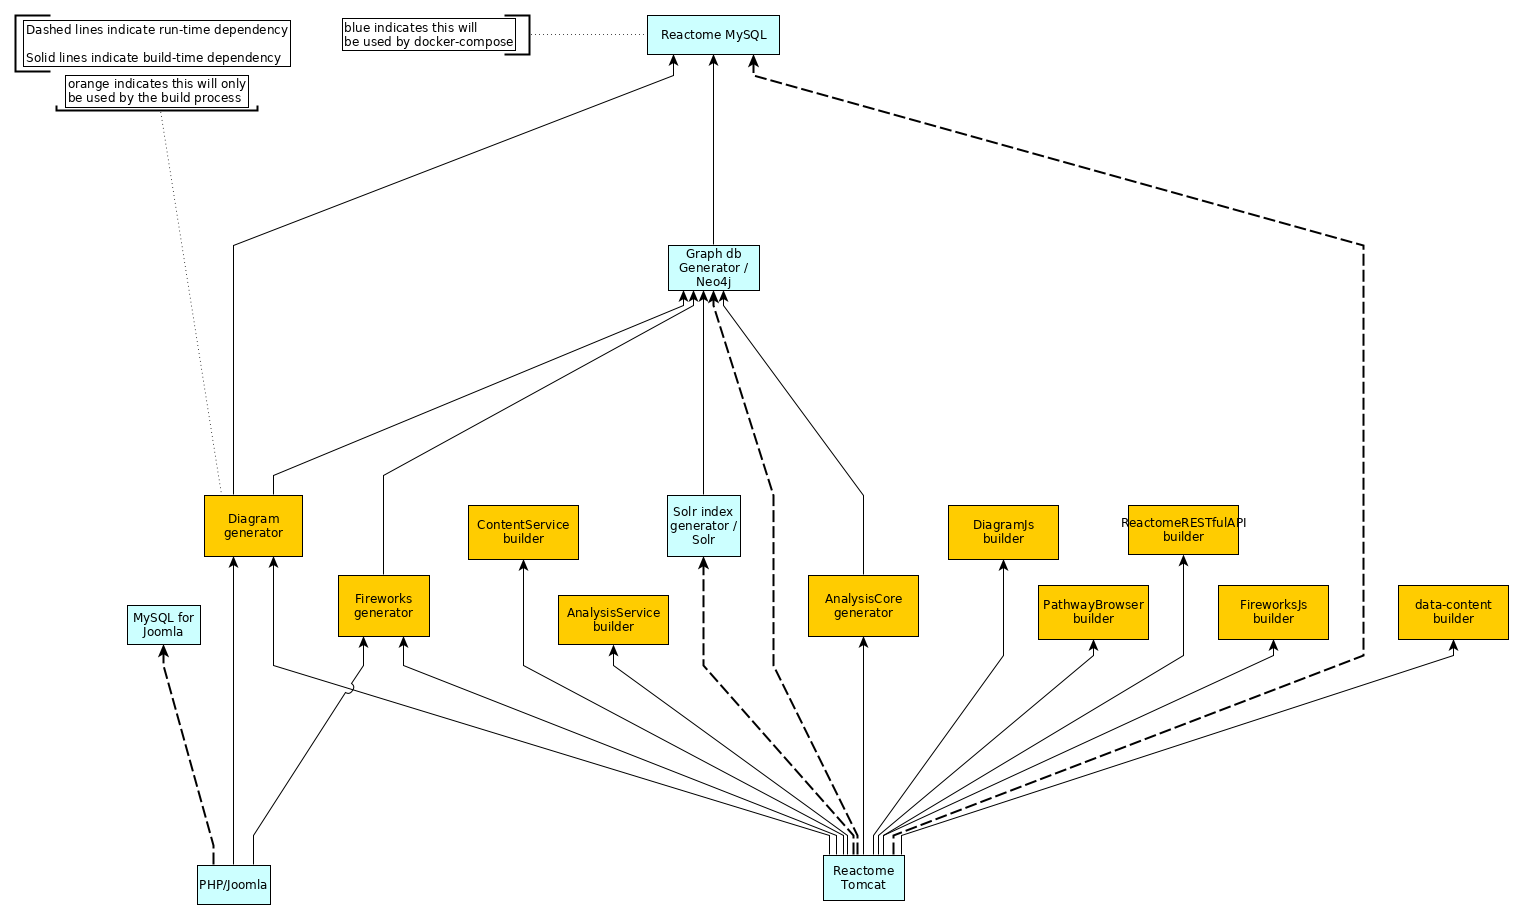 Dashed lines indicate run-time dependency
Solid lines indicate build-time dependency
orange indicates this will only
be used by the build process
blue indicates this will
be used by docker-compose
Reactome MySQL
Graph db
Generator /
Neo4j
Diagram
generator
ContentService
builder
Solr index
generator /
Solr
DiagramJs
builder
ReactomeRESTfulAPI
builder
MySQL for
Joomla
Fireworks
generator
AnalysisService
builder
AnalysisCore
generator
PathwayBrowser
builder
FireworksJs
builder
data-content
builder
PHP/Joomla
Reactome
Tomcat